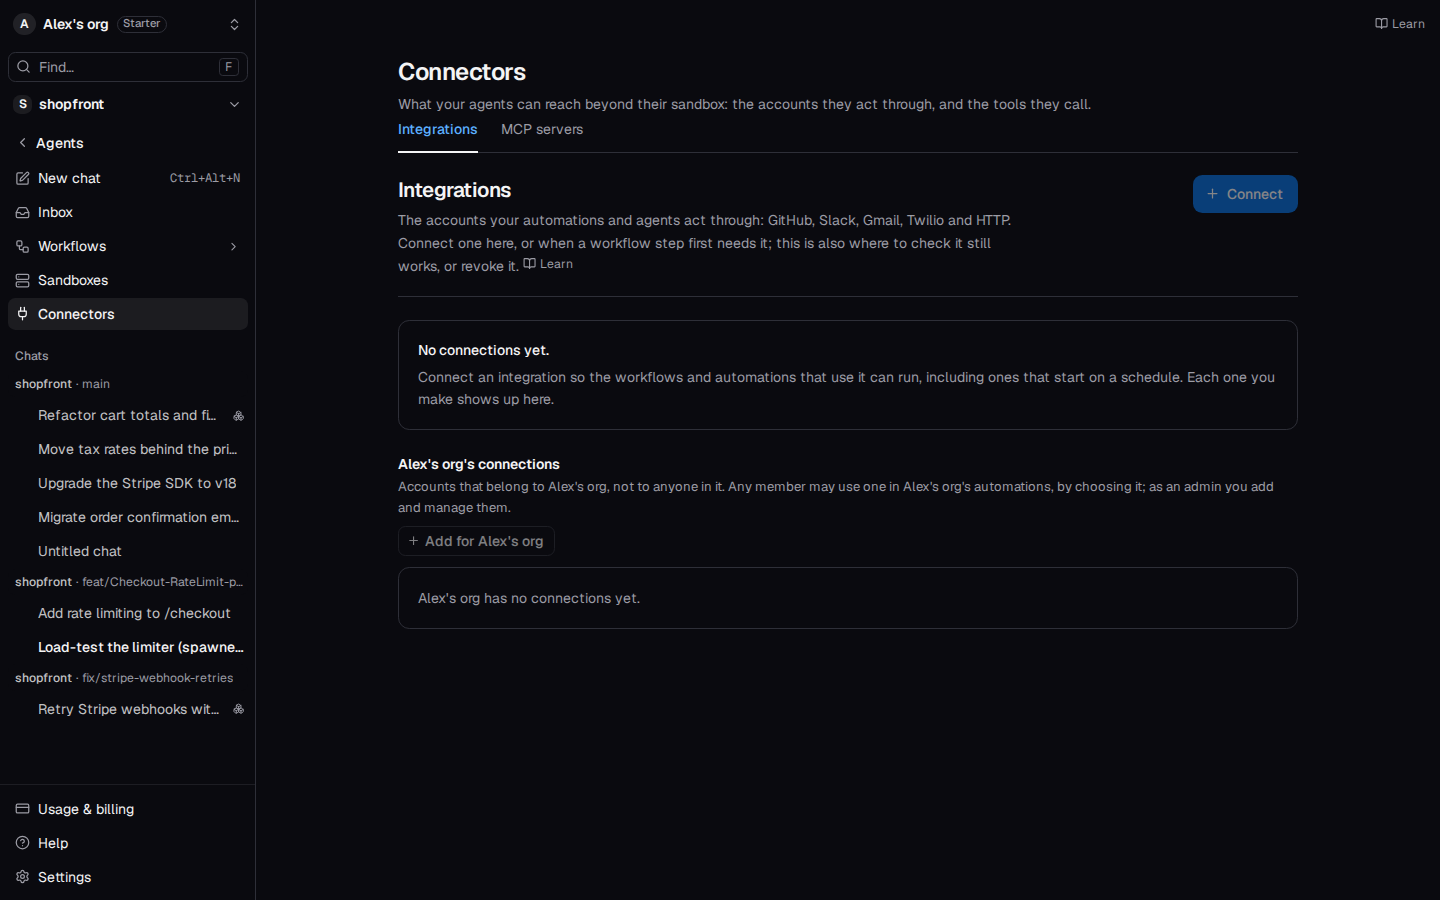 A Alex's org Starter
Find... F
S shopfront
Agents
New chat Ctrl+Alt+N
Inbox
Workflows
Sandboxes
Connectors
Chats
shopfront · main
Refactor cart totals and fi...
Move tax rates behind the pri...
Upgrade the Stripe SDK to v18
Migrate order confirmation em...
Untitled chat
shopfront · feat/Checkout-RateLimit-p...
Add rate limiting to /checkout
Load-test the limiter (spawne...
shopfront · fix/stripe-webhook-retries
Retry Stripe webhooks wit...
Usage & billing
Help
Settings
Learn
Connectors
What your agents can reach beyond their sandbox: the accounts they act through, and the tools they call.
Integrations MCP servers
Integrations
+ Connect
The accounts your automations and agents act through: GitHub, Slack, Gmail, Twilio and HTTP.
Connect one here, or when a workflow step first needs it; this is also where to check it still
works, or revoke it. Learn
No connections yet.
Connect an integration so the workflows and automations that use it can run, including ones that start on a schedule. Each one you
make shows up here.
Alex's org's connections
Accounts that belong to Alex's org, not to anyone in it. Any member may use one in Alex's org's automations, by choosing it; as an admin you add
and manage them.
+ Add for Alex's org
Alex's org has no connections yet.